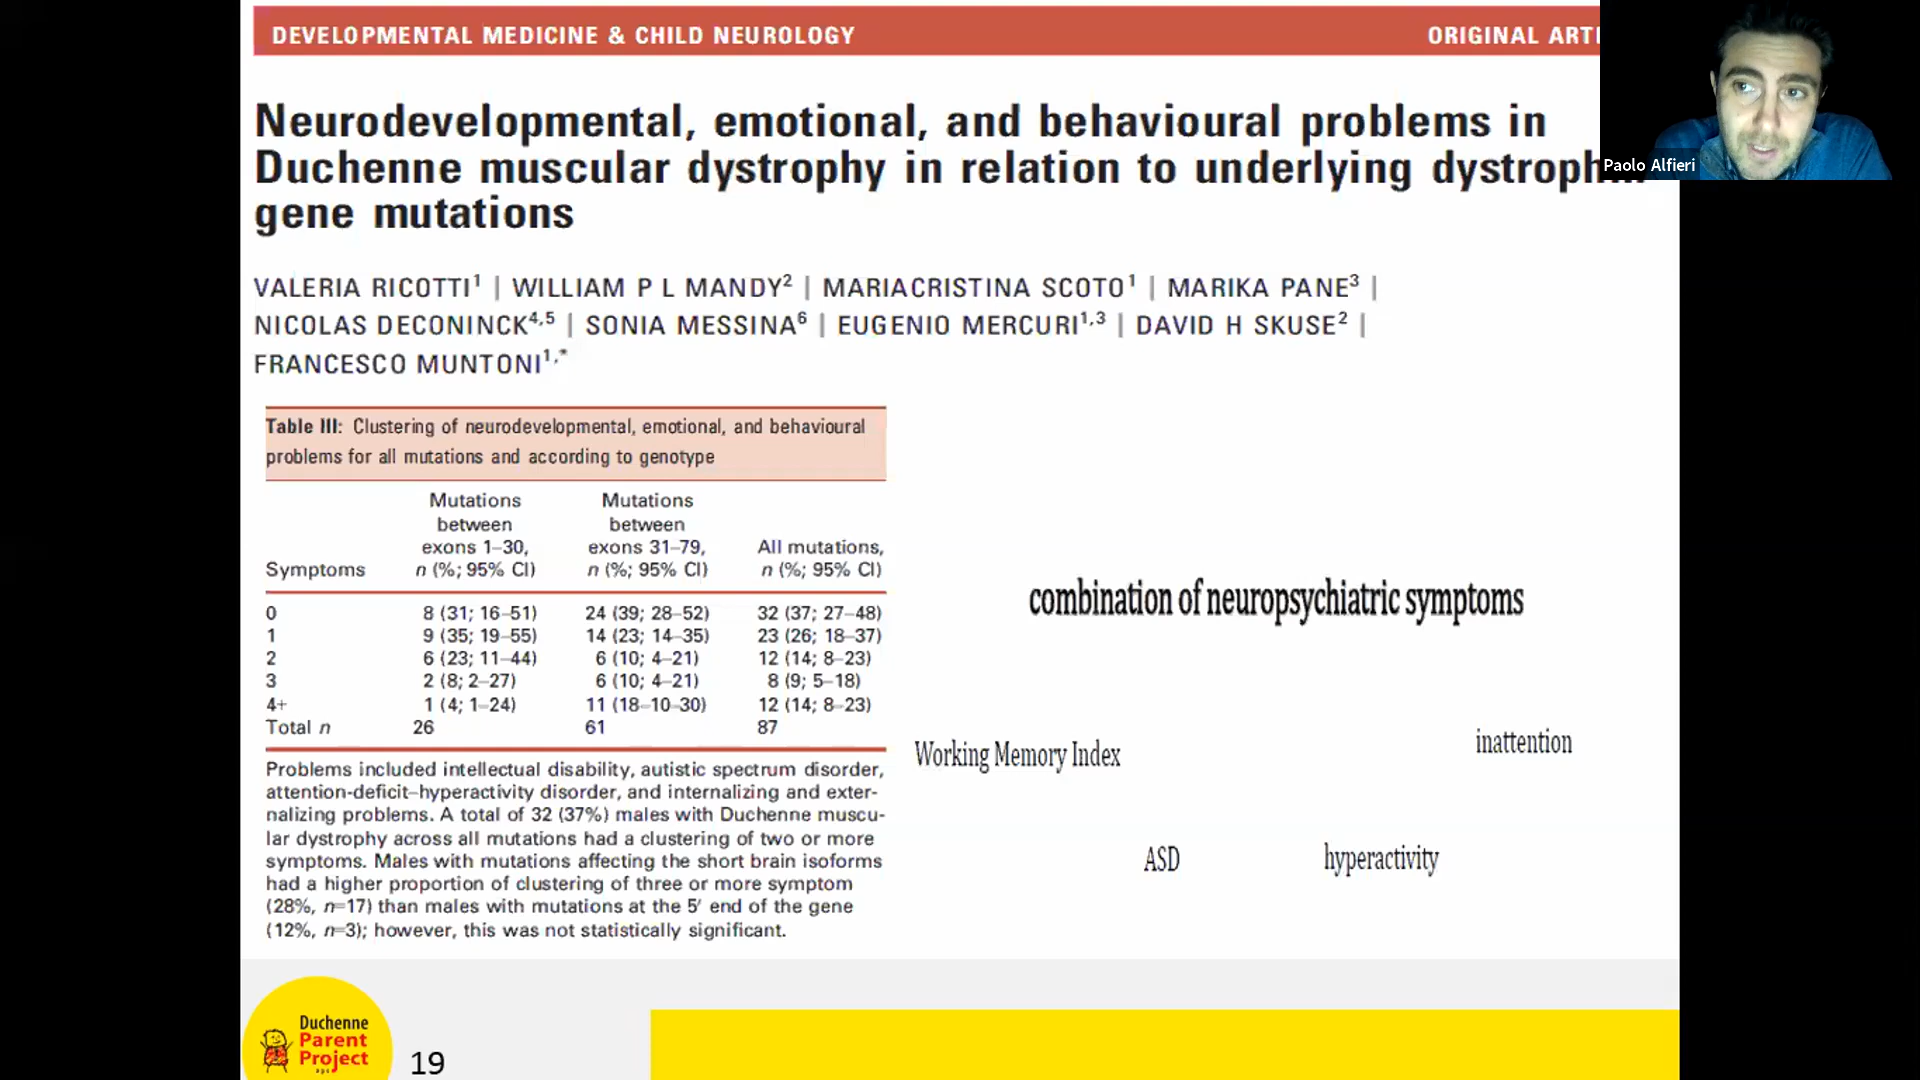 DEVELOPMENTAL MEDICINE & CHILD NEUROLOGY
ORIGINAL ARTI
Neurodevelopmental, emotional, and behavioural problems in
Duchenne muscular dystrophy in relation to underlying dystroph
gene mutations
Paolo Alfieri
VALERIA RICOTTI1 | WILLIAM P L MANDY2 | MARIACRISTINA SCOTO1 | MARIKA PANE3 |
NICOLAS DECONINCK4,5 | SONIA MESSINA6 | EUGENIO MERCURI1,3 | DAVID H SKUSE2 |
FRANCESCO MUNTONI1,*
Table III: Clustering of neurodevelopmental, emotional, and behavioural
problems for all mutations and according to genotype
Mutations Mutations
between between
exons 1–30, exons 31–79, All mutations,
Symptoms n (%; 95% CI) n (%; 95% CI) n (%; 95% CI)
0 8 (31; 16–51) 24 (39; 28–52) 32 (37; 27–48)
1 9 (35; 19–55) 14 (23; 14–35) 23 (26; 18–37)
2 6 (23; 11–44) 6 (10; 4–21) 12 (14; 8–23)
3 2 (8; 2–27) 6 (10; 4–21) 8 (9; 5–18)
4+ 1 (4; 1–24) 11 (18–10–30) 12 (14; 8–23)
Total n 26 61 87
Problems included intellectual disability, autistic spectrum disorder,
attention-deficit–hyperactivity disorder, and internalizing and exter-
nalizing problems. A total of 32 (37%) males with Duchenne muscu-
lar dystrophy across all mutations had a clustering of two or more
symptoms. Males with mutations affecting the short brain isoforms
had a higher proportion of clustering of three or more symptom
(28%, n=17) than males with mutations at the 5′ end of the gene
(12%, n=3); however, this was not statistically significant.
combination of neuropsychiatric symptoms
Working Memory Index
inattention
ASD
hyperactivity
Duchenne
Parent
Project
19